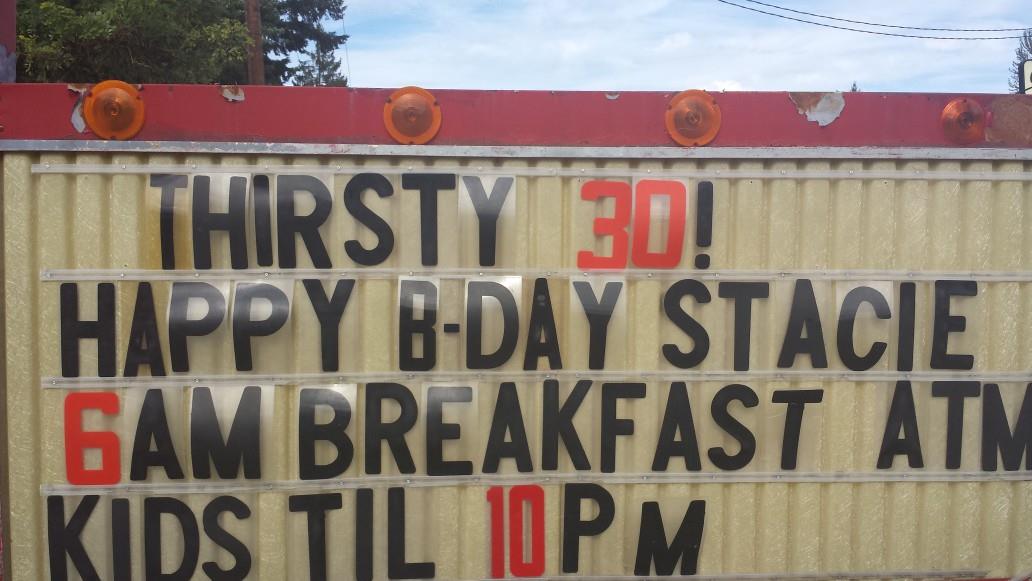 THIRSTY 30!
HAPPY B-DAY STACIE
6AM BREAKFAST ATM
KIDS TIL 10PM